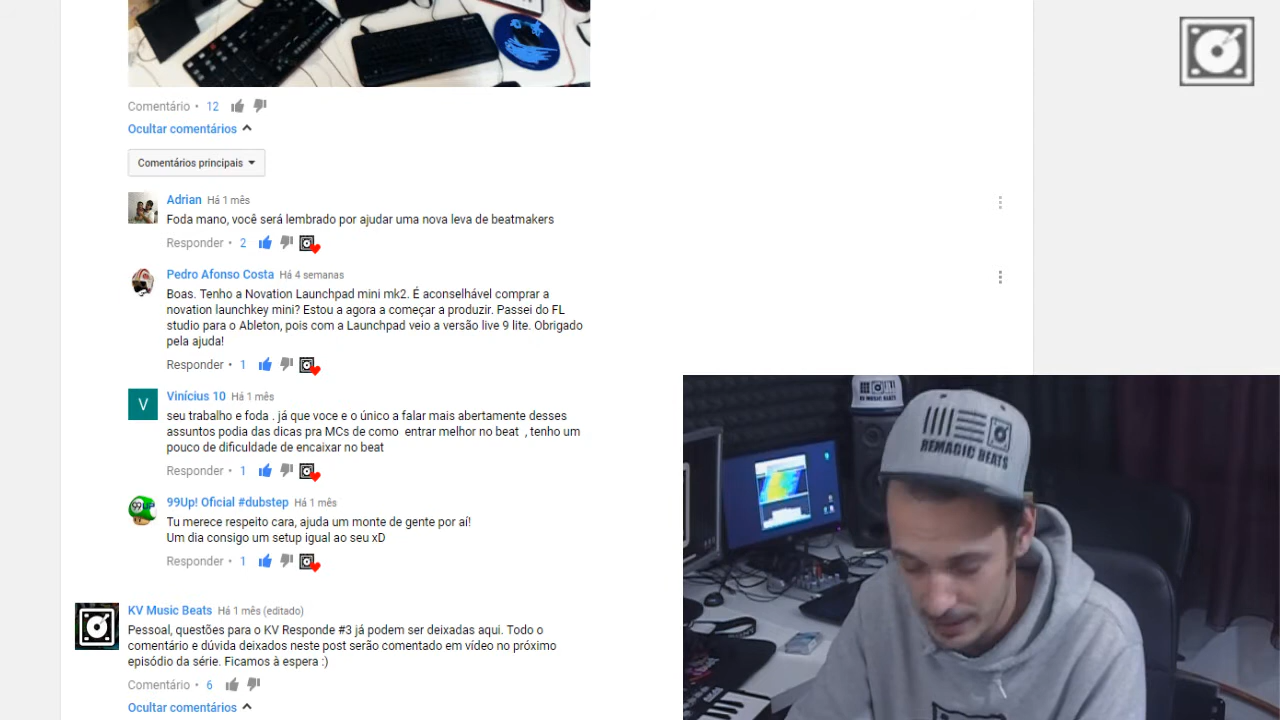 Comentário • 12
Ocultar comentários
Comentários principais
Adrian Há 1 mês
Foda mano, você será lembrado por ajudar uma nova leva de beatmakers
Responder • 2
Pedro Afonso Costa Há 4 semanas
Boas. Tenho a Novation Launchpad mini mk2. É aconselhável comprar a
novation launchkey mini? Estou a agora a começar a produzir. Passei do FL
studio para o Ableton, pois com a Launchpad veio a versão live 9 lite. Obrigado
pela ajuda!
Responder • 1
V
Vinícius 10 Há 1 mês
seu trabalho e foda . já que voce e o único a falar mais abertamente desses
assuntos podia das dicas pra MCs de como entrar melhor no beat , tenho um
pouco de dificuldade de encaixar no beat
Responder • 1
99Up! Oficial #dubstep Há 1 mês
Tu merece respeito cara, ajuda um monte de gente por aí!
Um dia consigo um setup igual ao seu xD
Responder • 1
KV Music Beats Há 1 mês (editado)
Pessoal, questões para o KV Responde #3 já podem ser deixadas aqui. Todo o
comentário e dúvida deixados neste post serão comentado em vídeo no próximo
episódio da série. Ficamos à espera :)
Comentário • 6
Ocultar comentários
REMAGIC BEATS